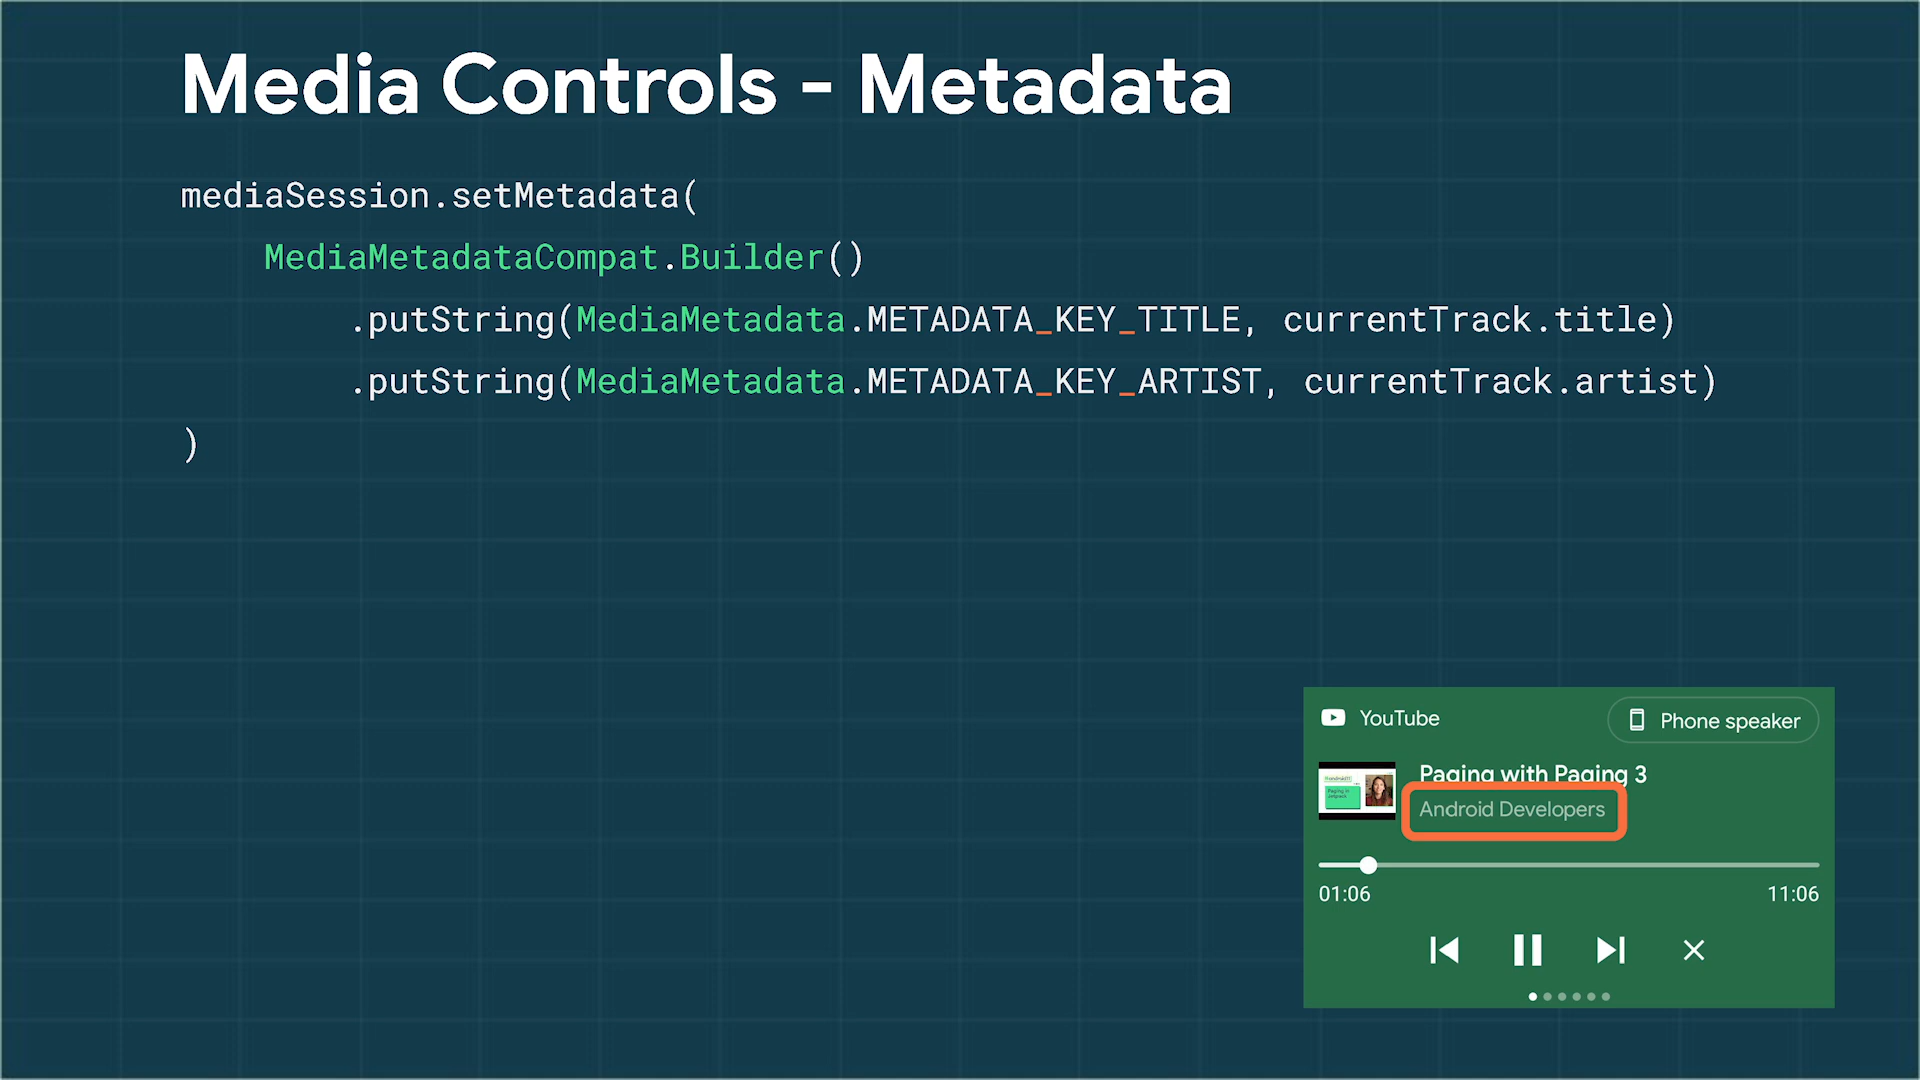 Media Controls - Metadata
mediaSession.setMetadata(
MediaMetadataCompat.Builder()
.putString(MediaMetadata.METADATA_KEY_TITLE, currentTrack.title)
.putString(MediaMetadata.METADATA_KEY_ARTIST, currentTrack.artist)
)
YouTube
Phone speaker
Paging with Paging 3
Android Developers
01:06
11:06